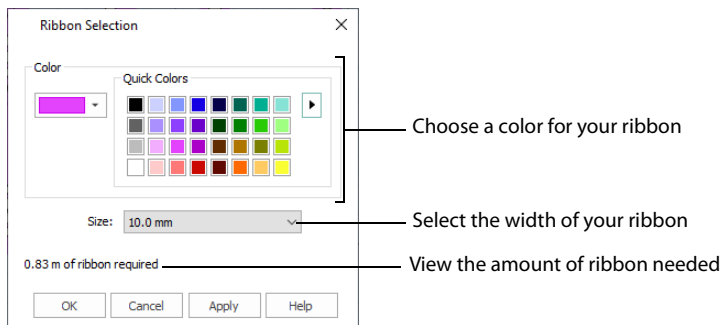 Ribbon Selection
Color
Quick Colors
Choose a color for your ribbon
Size: 10.0 mm
Select the width of your ribbon
0.83 m of ribbon required
View the amount of ribbon needed
OK Cancel Apply Help